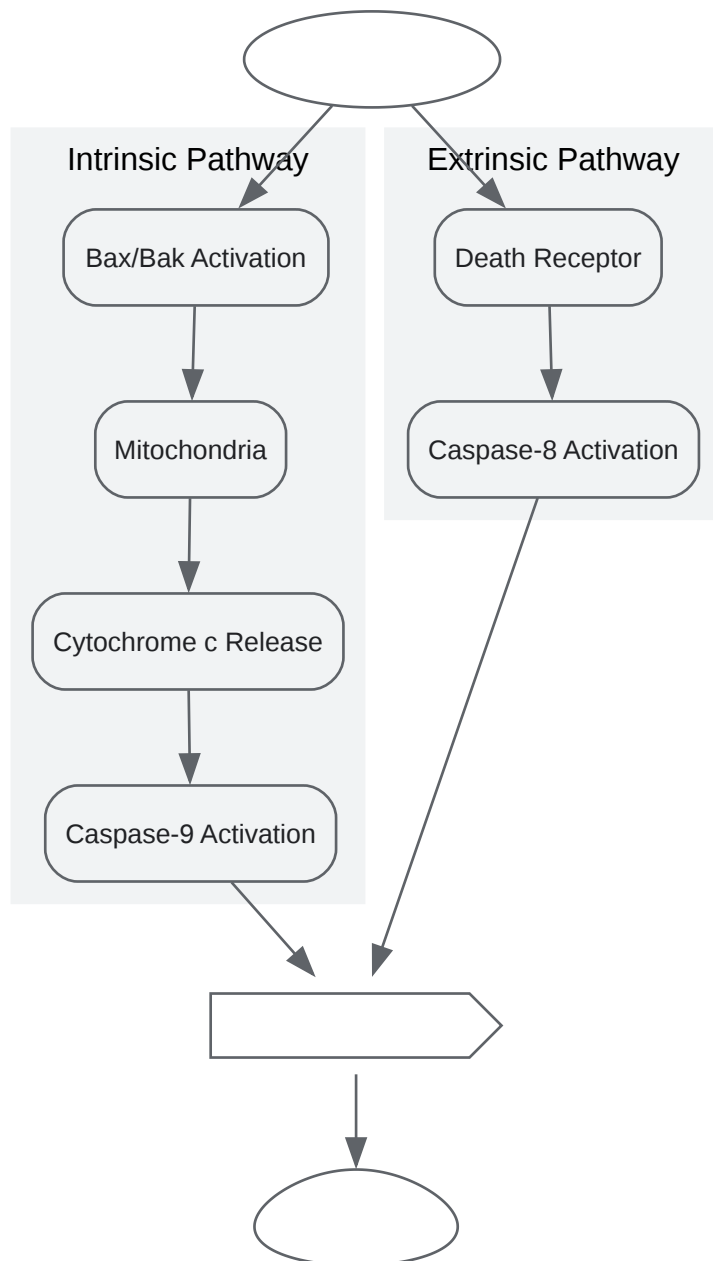 Intrinsic Pathway
Extrinsic Pathway
Bax/Bak Activation
Death Receptor
Mitochondria
Caspase-8 Activation
Cytochrome c Release
Caspase-9 Activation